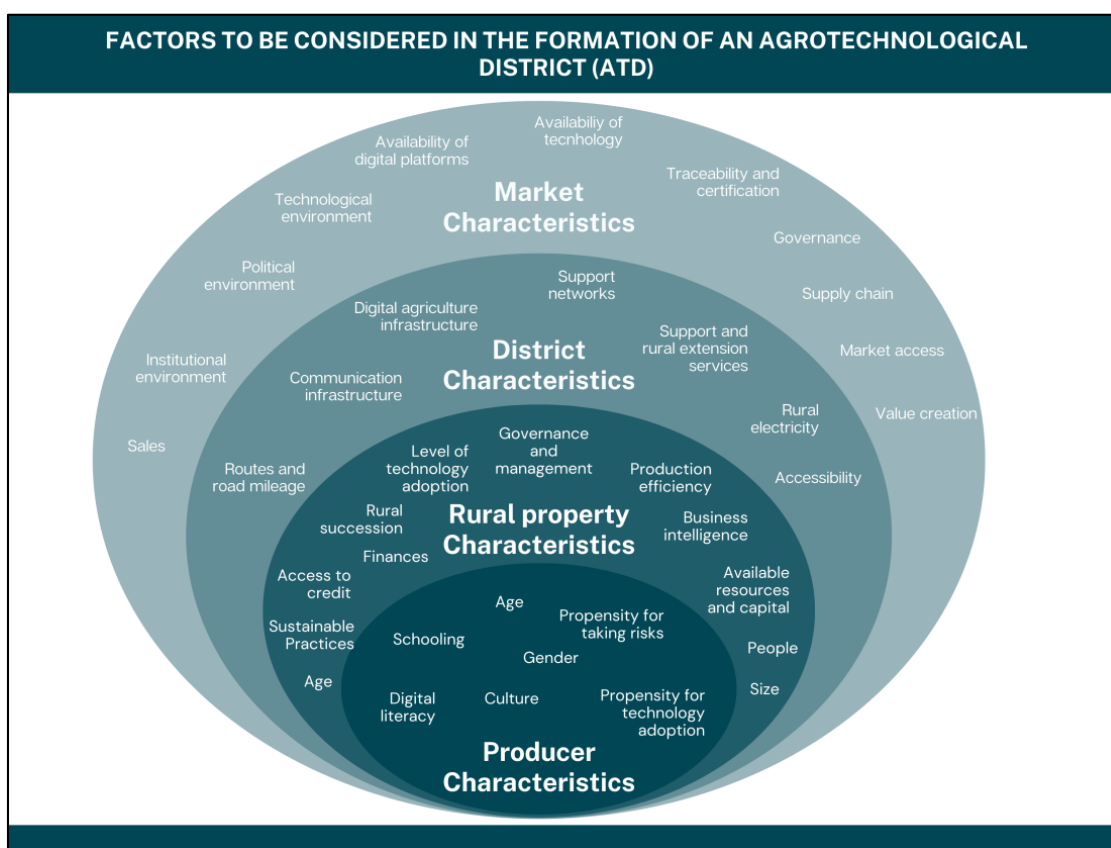 FACTORS TO BE CONSIDERED IN THE FORMATION OF AN AGROTECHNOLOGICAL
DISTRICT (ATD)
Availabiliy of
tecnhology
Availability of
digital platforms
Traceability and
certification
Market
Characteristics
Technological
environment
Governance
Political
environment
Supply chain
Institutional
environment
Market access
Sales
Value creation
Support
networks
Digital agriculture
infrastructure
Support and
rural extension
services
District
Characteristics
Communication
infrastructure
Rural
electricity
Routes and
road mileage
Accessibility
Governance
and
management
Level of
technology
adoption
Production
efficiency
Rural property
Characteristics
Rural
succession
Business
intelligence
Finances
Access to
credit
Available
resources
and capital
Sustainable
Practices
People
Age
Size
Age
Propensity for
taking risks
Schooling
Gender
Digital
literacy
Culture
Propensity for
technology
adoption
Producer
Characteristics